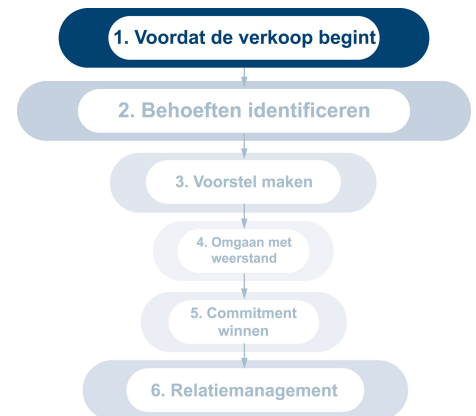 1. Voordat de verkoop begint
2. Behoeften identificeren
3. Voorstel maken
4. Omgaan met
weerstand
5. Commitment
winnen
6. Relatiemanagement